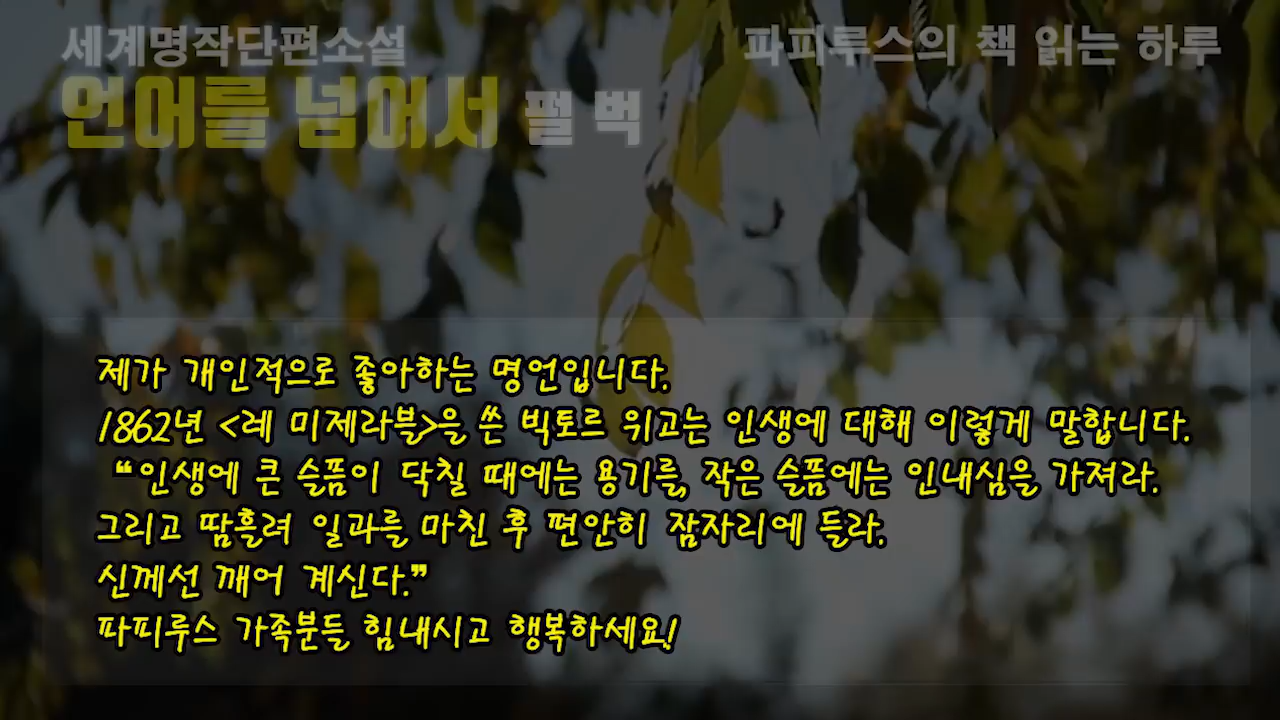 세계명작단편소설
파피루스의 책 읽는 하루
언어를 넘어서 펄 벅
제가 개인적으로 좋아하는 명언입니다.
1862년 <레 미제라블>을 쓴 빅토르 위고는 인생에 대해 이렇게 말합니다.
“인생에 큰 슬픔이 닥칠 때에는 용기를, 작은 슬픔에는 인내심을 가져라.
그리고 땀흘려 일과를 마친 후 편안히 잠자리에 들라.
신께선 깨어 계신다.”
파피루스 가족분들 힘내시고 행복하세요!